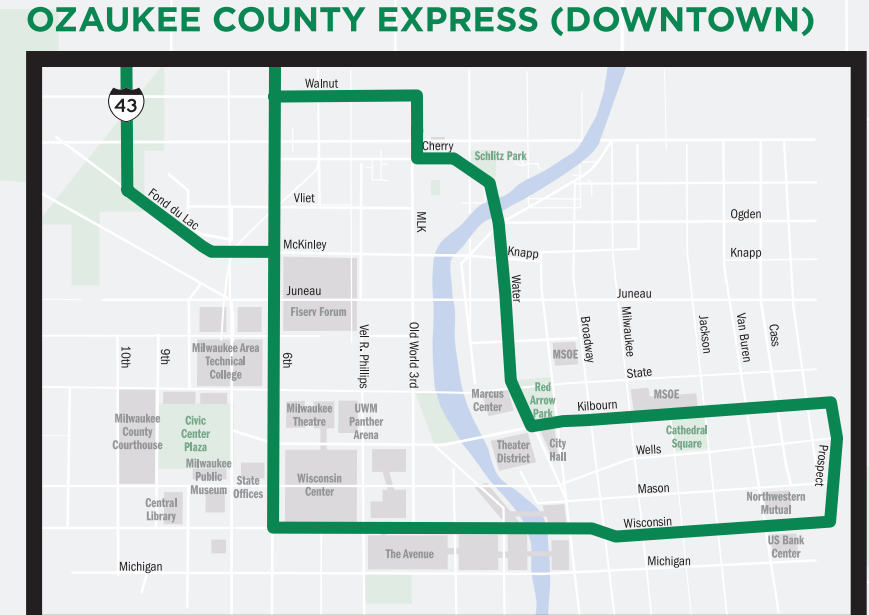 OZAUKEE COUNTY EXPRESS (DOWNTOWN)
Walnut
43
Cherry
Schlitz Park
Fond du Lac
Vliet
MLK
Ogden
McKinley
Knapp
Knapp
Water
Juneau
Juneau
Fiserv Forum
10th
9th
Milwaukee Area
Technical
College
6th
Vel R. Phillips
Old World 3rd
Broadway
Milwaukee
Jackson
Van Buren
Cass
MSOE
State
Marcus
Center
Red
Arrow
Park
MSOE
Kilbourn
Milwaukee
County
Courthouse
Civic
Center
Plaza
Milwaukee
Theatre
UWM
Panther
Arena
Theater
District
City
Hall
Cathedral
Square
Wells
Prospect
Milwaukee
Public
Museum
State
Offices
Wisconsin
Center
Mason
Central
Library
Northwestern
Mutual
Wisconsin
The Avenue
US Bank
Center
Michigan
Michigan